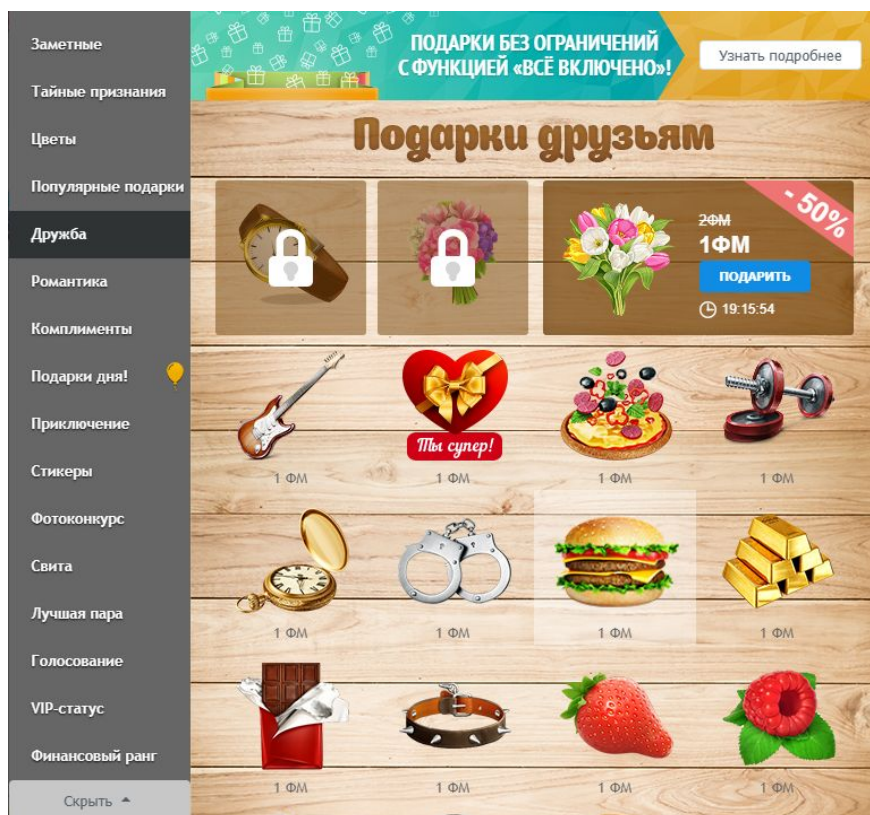 Заметные
Тайные признания
Цветы
Популярные подарки
Дружба
Романтика
Комплименты
Подарки дня!
Приключение
Стикеры
Фотоконкурс
Свита
Лучшая пара
Голосование
VIP-статус
Финансовый ранг
Скрыть
ПОДАРКИ БЕЗ ОГРАНИЧЕНИЙ
С ФУНКЦИЕЙ «ВСЁ ВКЛЮЧЕНО»!
Узнать подробнее
Подарки друзьям
- 50%
2ФМ
1ФМ
ПОДАРИТЬ
19:15:54
Ты супер!
1 ФМ
1 ФМ
1 ФМ
1 ФМ
1 ФМ
1 ФМ
1 ФМ
1 ФМ
1 ФМ
1 ФМ
1 ФМ
1 ФМ